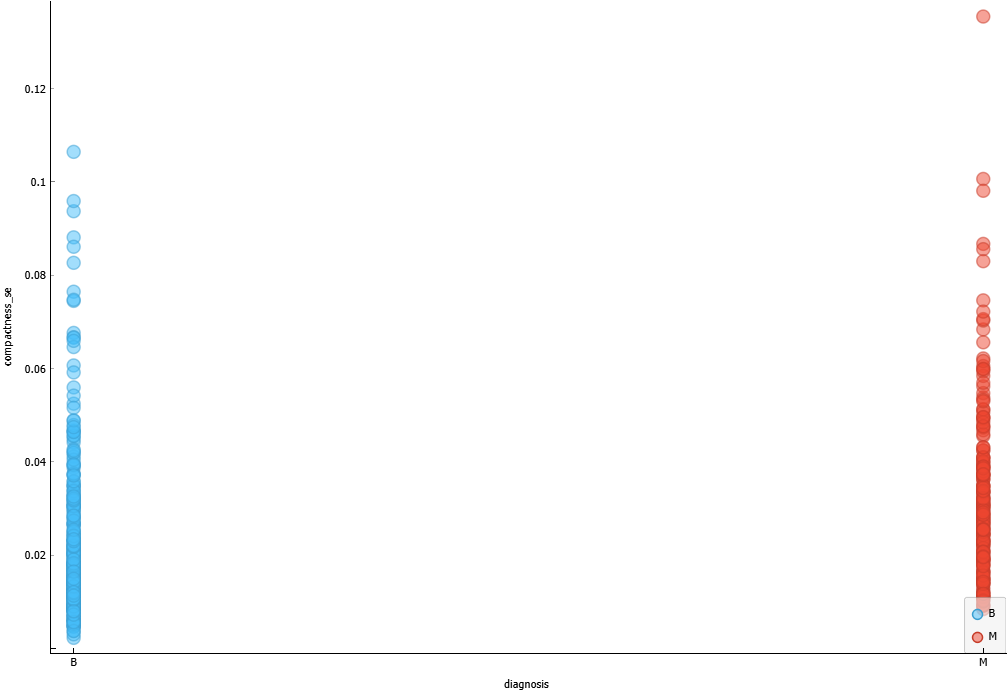 0.12
0.1
0.08
compactness_se
0.06
0.04
0.02
B
M
B
M
diagnosis